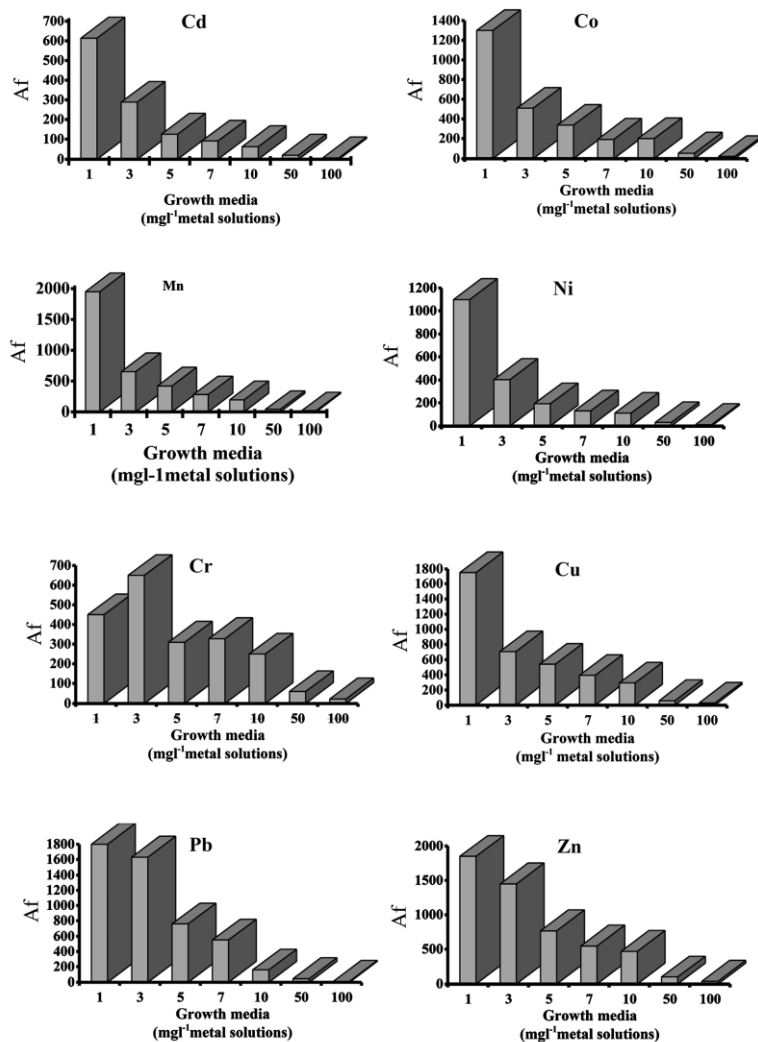 Cd
Af
700
600
500
400
300
200
100
0
1 3 5 7 10 50 100
Growth media
(mgl⁻¹metal solutions)
Co
Af
1400
1200
1000
800
600
400
200
0
1 3 5 7 10 50 100
Growth media
(mgl⁻¹metal solutions)
Mn
Af
2000
1500
1000
500
0
1 3 5 7 10 50 100
Growth media
(mgl-1metal solutions)
Ni
Af
1200
1000
800
600
400
200
0
1 3 5 7 10 50 100
Growth media
(mgl⁻¹metal solutions)
Cr
Af
700
600
500
400
300
200
100
0
1 3 5 7 10 50 100
Growth media
(mgl⁻¹metal solutions)
Cu
Af
1800
1600
1400
1200
1000
800
600
400
200
0
1 3 5 7 10 50 100
Growth media
(mgl⁻¹ metal solutions)
Pb
Af
1800
1600
1400
1200
1000
800
600
400
200
0
1 3 5 7 10 50 100
Growth media
(mgl⁻¹metal solutions)
Zn
Af
2000
1500
1000
500
0
1 3 5 7 10 50 100
Growth media
(mgl⁻¹metal solutions)